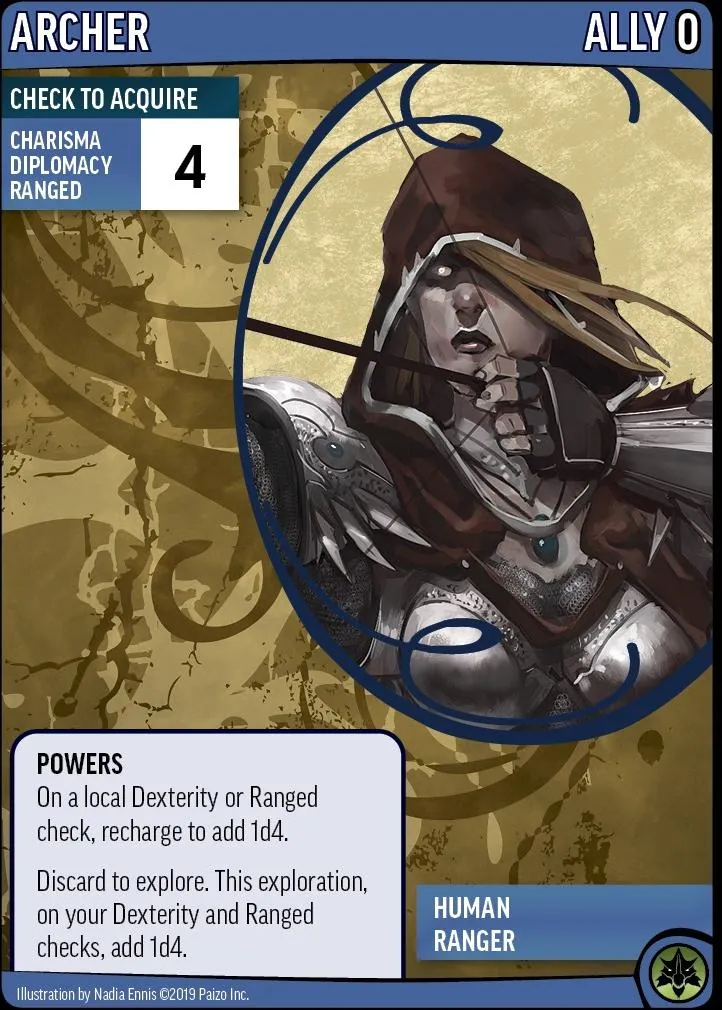 ARCHER
ALLY 0
CHECK TO ACQUIRE
CHARISMA
DIPLOMACY
RANGED
4
POWERS
On a local Dexterity or Ranged
check, recharge to add 1d4.
Discard to explore. This exploration,
on your Dexterity and Ranged
checks, add 1d4.
HUMAN
RANGER
Illustration by Nadia Ennis ©2019 Paizo Inc.